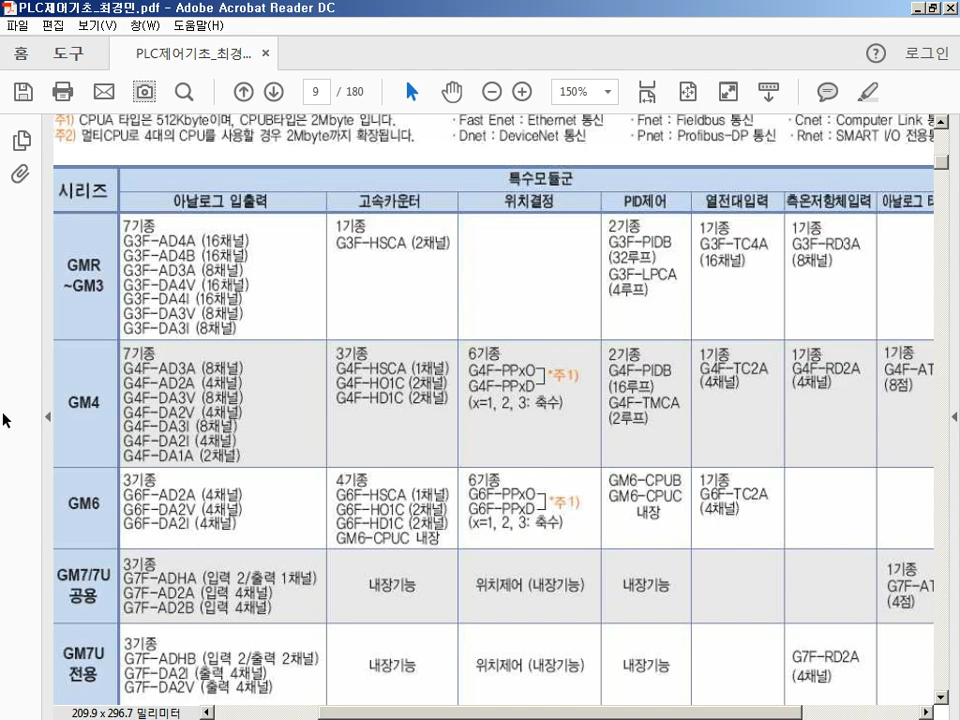 PLC제어기초_최경민.pdf - Adobe Acrobat Reader DC
파일 편집 보기(V) 창(W) 도움말(H)
홈 도구 PLC제어기초_최경... × 로그인
9 / 180 150%
주1) CPUA 타입은 512Kbyte이며, CPUB타입은 2Mbyte 입니다.
주2) 멀티CPU로 4대의 CPU를 사용할 경우 2Mbyte까지 확장됩니다.
· Fast Enet : Ethernet 통신 · Fnet : Fieldbus 통신 · Cnet : Computer Link
· Dnet : DeviceNet 통신 · Pnet : Profibus-DP 통신 · Rnet : SMART I/O 전용
시리즈 특수모듈군
아날로그 입출력 고속카운터 위치결정 PID제어 열전대입력 측온저항체입력 아날로그
GMR
~GM3
7기종
G3F-AD4A (16채널)
G3F-AD4B (16채널)
G3F-AD3A (8채널)
G3F-DA4V (16채널)
G3F-DA4I (16채널)
G3F-DA3V (8채널)
G3F-DA3I (8채널)
1기종
G3F-HSCA (2채널)
2기종
G3F-PIDB
(32루프)
G3F-LPCA
(4루프)
1기종
G3F-TC4A
(16채널)
1기종
G3F-RD3A
(8채널)
GM4
7기종
G4F-AD3A (8채널)
G4F-AD2A (4채널)
G4F-DA3V (8채널)
G4F-DA2V (4채널)
G4F-DA3I (8채널)
G4F-DA2I (4채널)
G4F-DA1A (2채널)
3기종
G4F-HSCA (1채널)
G4F-HO1C (2채널)
G4F-HD1C (2채널)
6기종
G4F-PPxO
G4F-PPxD
*주1)
(x=1, 2, 3: 축수)
2기종
G4F-PIDB
(16루프)
G4F-TMCA
(2루프)
1기종
G4F-TC2A
(4채널)
1기종
G4F-RD2A
(4채널)
1기종
G4F-AT
(8점)
GM6
3기종
G6F-AD2A (4채널)
G6F-DA2V (4채널)
G6F-DA2I (4채널)
4기종
G6F-HSCA (1채널)
G6F-HO1C (2채널)
G6F-HD1C (2채널)
GM6-CPUC 내장
6기종
G6F-PPxO
G6F-PPxD
*주1)
(x=1, 2, 3: 축수)
GM6-CPUB
GM6-CPUC
내장
1기종
G6F-TC2A
(4채널)
GM7/7U
공용
3기종
G7F-ADHA (입력 2/출력 1채널)
G7F-AD2A (입력 4채널)
G7F-AD2B (입력 4채널)
내장기능
위치제어 (내장기능)
내장기능
1기종
G7F-AT
(4점)
GM7U
전용
3기종
G7F-ADHB (입력 2/출력 2채널)
G7F-DA2I (출력 4채널)
G7F-DA2V (출력 4채널)
내장기능
위치제어 (내장기능)
내장기능
G7F-RD2A
(4채널)
209.9 x 296.7 밀리미터